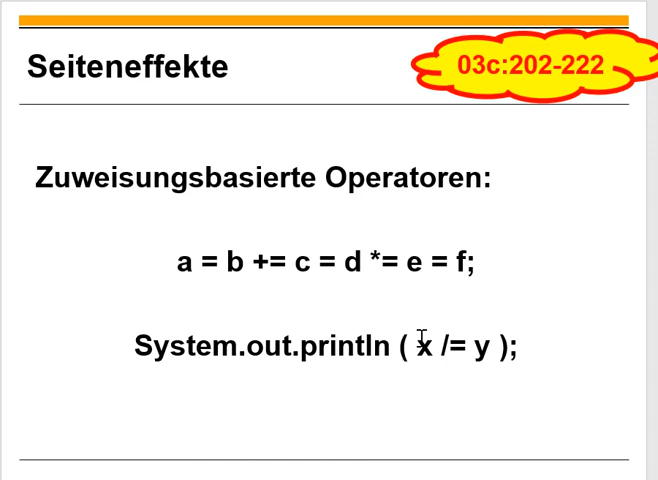 Seiteneffekte
03c:202-222
Zuweisungsbasierte Operatoren:
a = b += c = d *= e = f;
System.out.println ( x /= y );